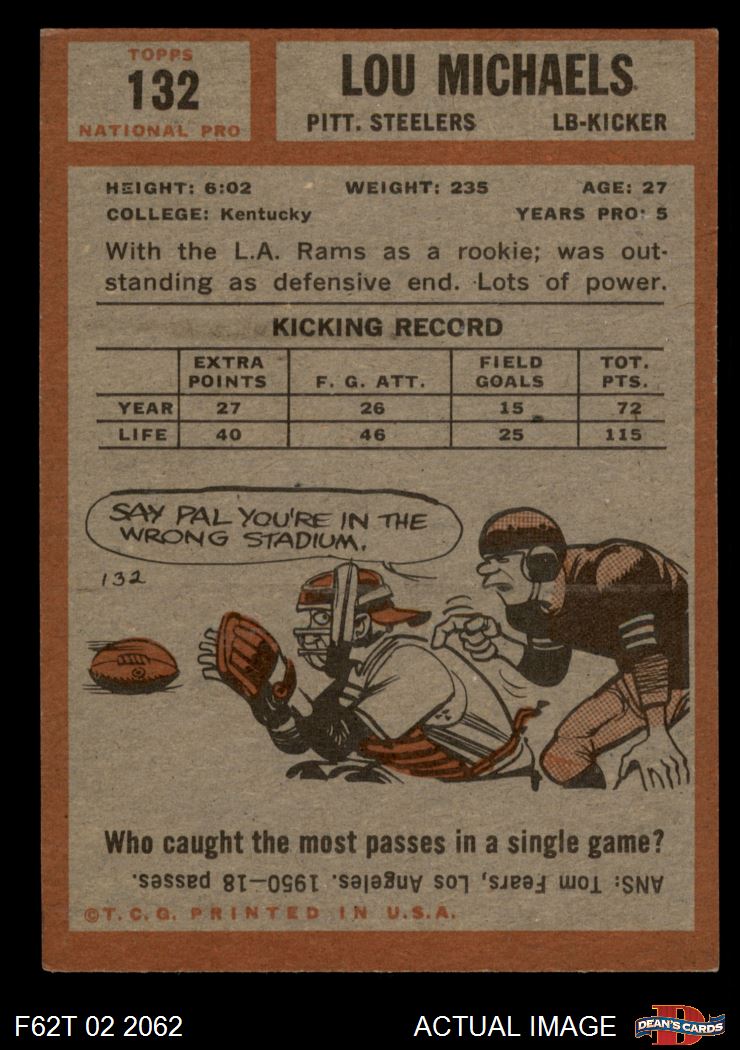 TOPPS
132
NATIONAL PRO
LOU MICHAELS
PITT. STEELERS LB-KICKER
HEIGHT: 6:02 WEIGHT: 235 AGE: 27
COLLEGE: Kentucky YEARS PRO: 5
With the L.A. Rams as a rookie; was out-
standing as defensive end. Lots of power.
KICKING RECORD
EXTRA POINTS F. G. ATT. FIELD GOALS TOT. PTS.
YEAR 27 26 15 72
LIFE 40 46 25 115
SAY PAL YOU'RE IN THE
WRONG STADIUM.
132
Who caught the most passes in a single game?
ANS: Tom Fears, Los Angeles. 1950—18 passes.
©T.C.G. PRINTED IN U.S.A.
F62T 02 2062 ACTUAL IMAGE
D
DEAN'S CARDS